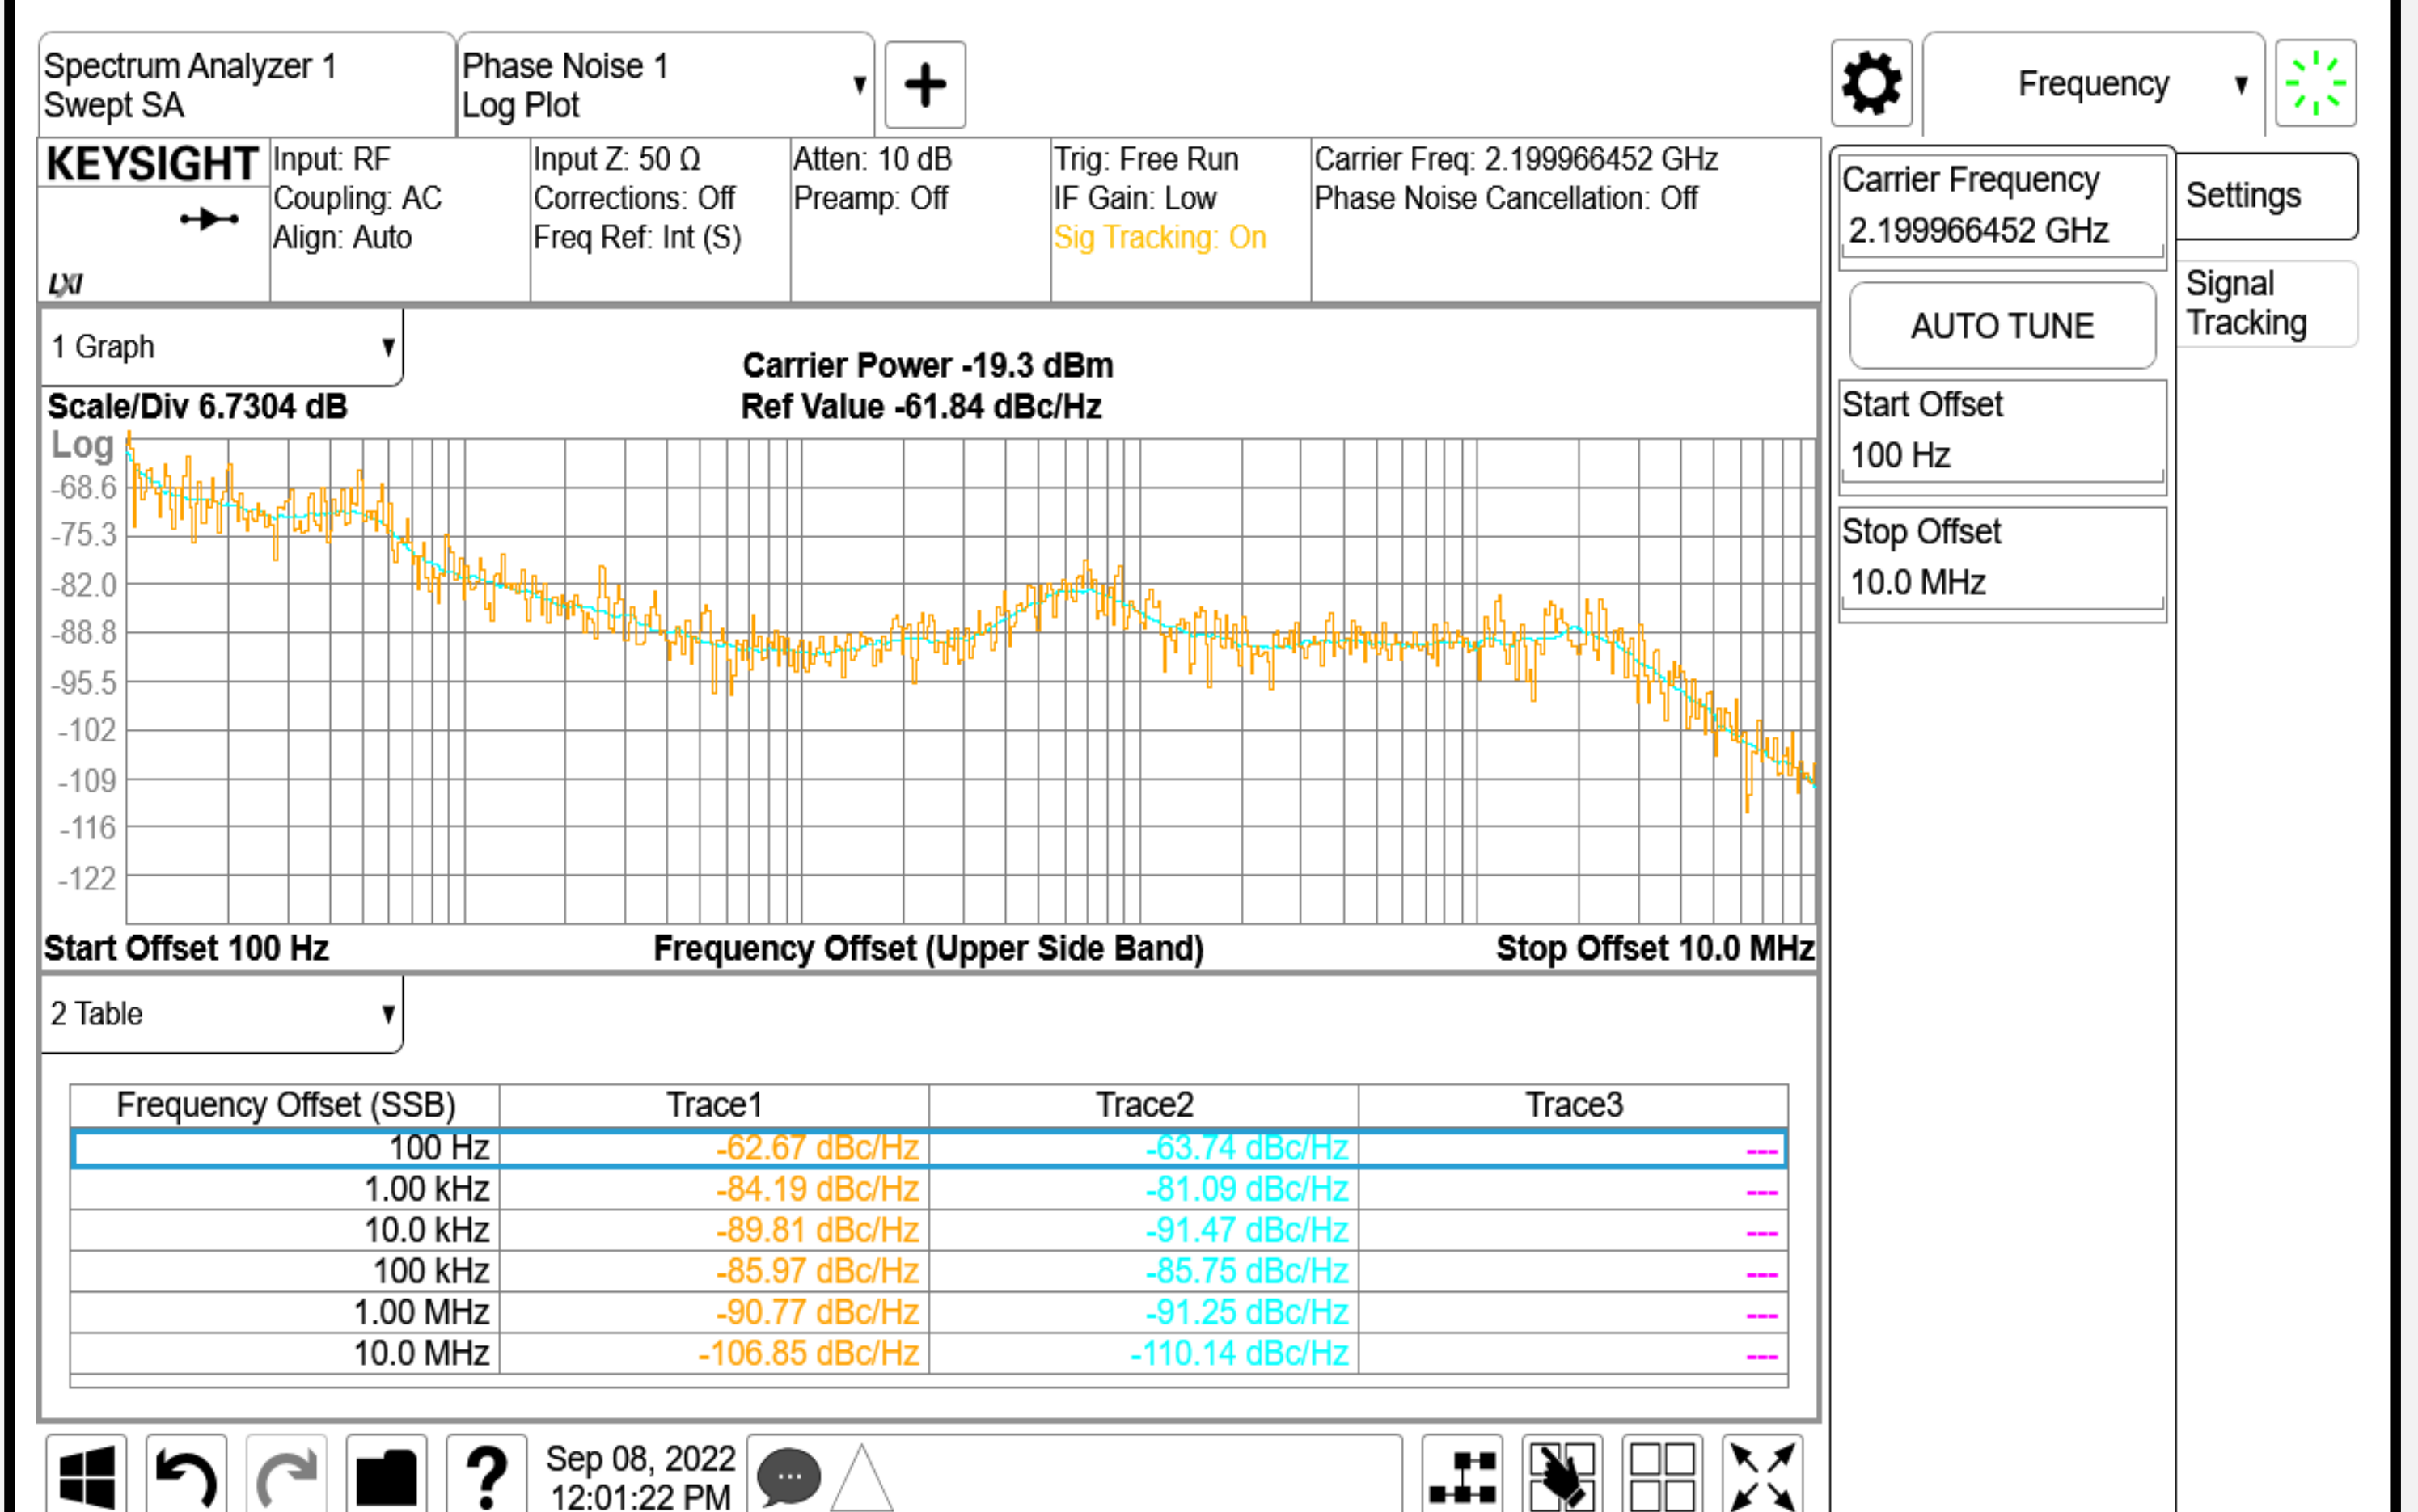 Spectrum Analyzer 1
Swept SA
Phase Noise 1
Log Plot
Frequency
KEYSIGHT
LXI
Input: RF
Coupling: AC
Align: Auto
Input Z: 50 Ω
Corrections: Off
Freq Ref: Int (S)
Atten: 10 dB
Preamp: Off
Trig: Free Run
IF Gain: Low
Sig Tracking: On
Carrier Freq: 2.199966452 GHz
Phase Noise Cancellation: Off
Carrier Frequency
2.199966452 GHz
AUTO TUNE
Start Offset
100 Hz
Stop Offset
10.0 MHz
Settings
Signal
Tracking
1 Graph
Carrier Power -19.3 dBm
Scale/Div 6.7304 dB
Ref Value -61.84 dBc/Hz
Log
-68.6
-75.3
-82.0
-88.8
-95.5
-102
-109
-116
-122
Start Offset 100 Hz
Frequency Offset (Upper Side Band)
Stop Offset 10.0 MHz
2 Table
Frequency Offset (SSB) Trace1 Trace2 Trace3
100 Hz -62.67 dBc/Hz -63.74 dBc/Hz ---
1.00 kHz -84.19 dBc/Hz -81.09 dBc/Hz ---
10.0 kHz -89.81 dBc/Hz -91.47 dBc/Hz ---
100 kHz -85.97 dBc/Hz -85.75 dBc/Hz ---
1.00 MHz -90.77 dBc/Hz -91.25 dBc/Hz ---
10.0 MHz -106.85 dBc/Hz -110.14 dBc/Hz ---
?
Sep 08, 2022
12:01:22 PM